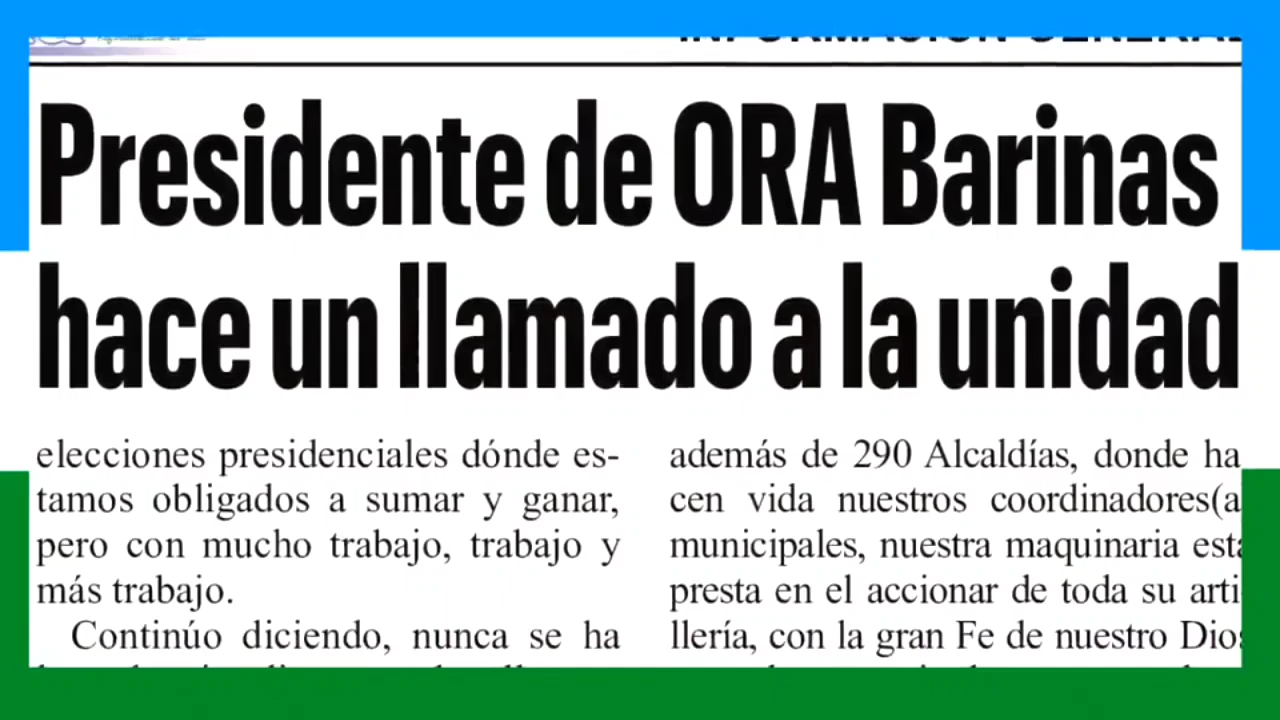 INFORMACIÓN GENERAL
Presidente de ORA Barinas
hace un llamado a la unidad
elecciones presidenciales dónde es-
tamos obligados a sumar y ganar,
pero con mucho trabajo, trabajo y
más trabajo.
Continúo diciendo, nunca se ha
además de 290 Alcaldías, donde ha
cen vida nuestros coordinadores(a
municipales, nuestra maquinaria está
presta en el accionar de toda su arti
llería, con la gran Fe de nuestro Dios